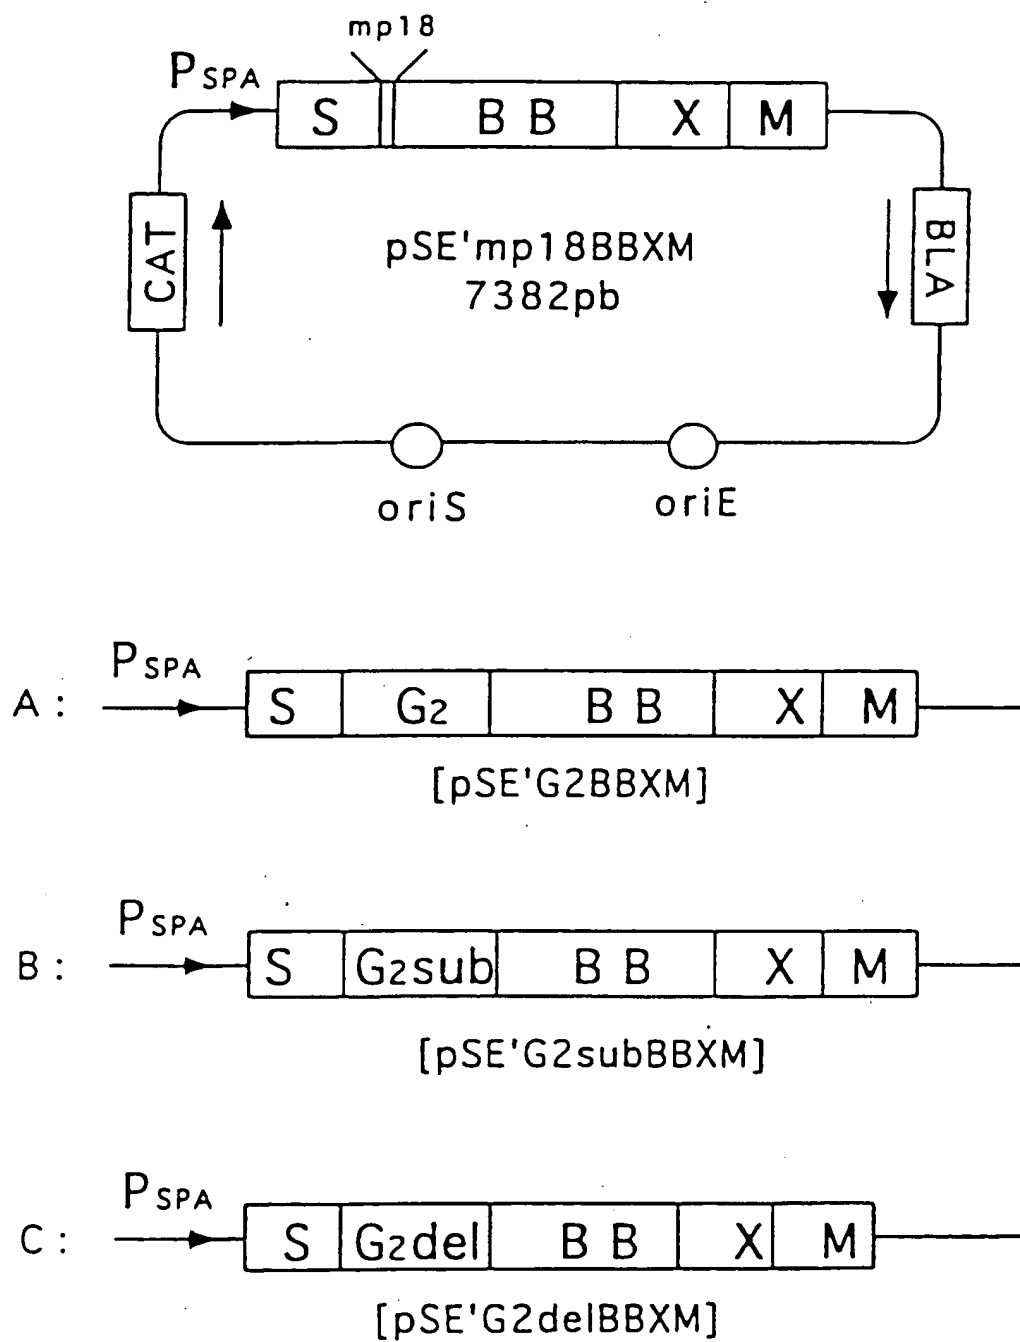 mp18
PSPA
S BB X M
CAT
BLA
pSE'mp18BBXM
7382pb
oriS oriE
A: PSPA S G2 BB X M
[pSE'G2BBXM]
B: PSPA S G2sub BB X M
[pSE'G2subBBXM]
C: PSPA S G2del BB X M
[pSE'G2delBBXM]